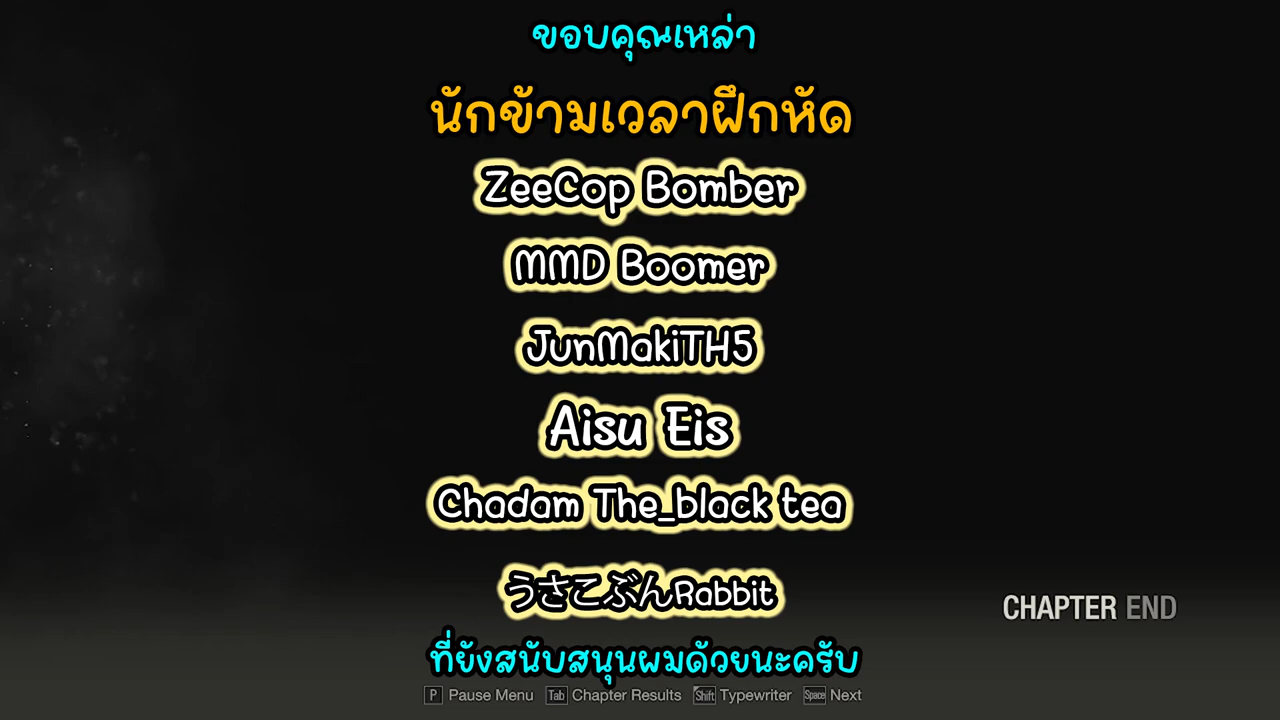 ขอบคุณเหล่า
นักข้ามเวลาฝึกหัด
ZeeCop Bomber
MMD Boomer
JunMakiTH5
Aisu Eis
Chadam The_black tea
うさこぶんRabbit
CHAPTER END
ที่ยังสนับสนุนผมด้วยนะครับ
P Pause Menu Tab Chapter Results Shift Typewriter Space Next